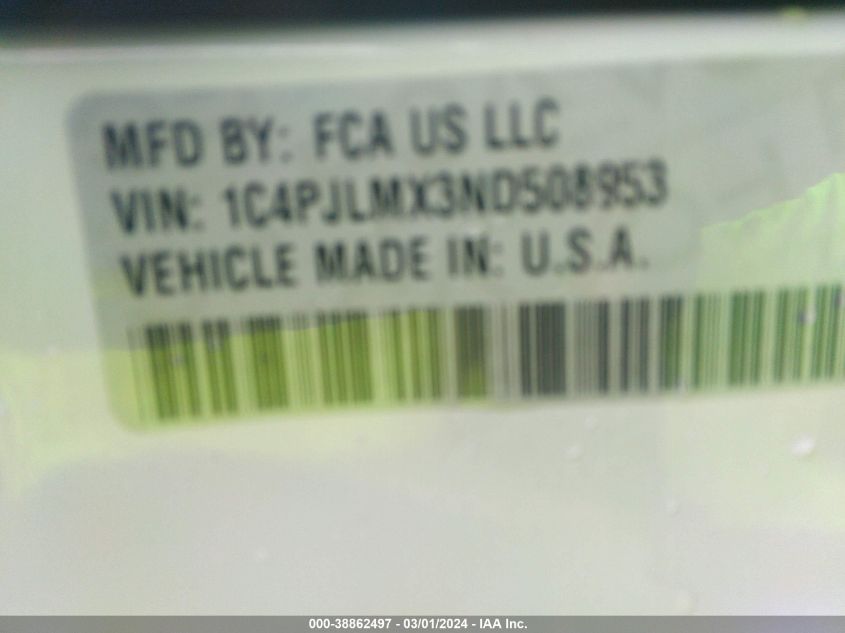 MFD BY: FCA US LLC
VIN: 1C4PJLMX3ND508953
VEHICLE MADE IN: U.S.A.
000-38862497 - 03/01/2024 - IAA Inc.